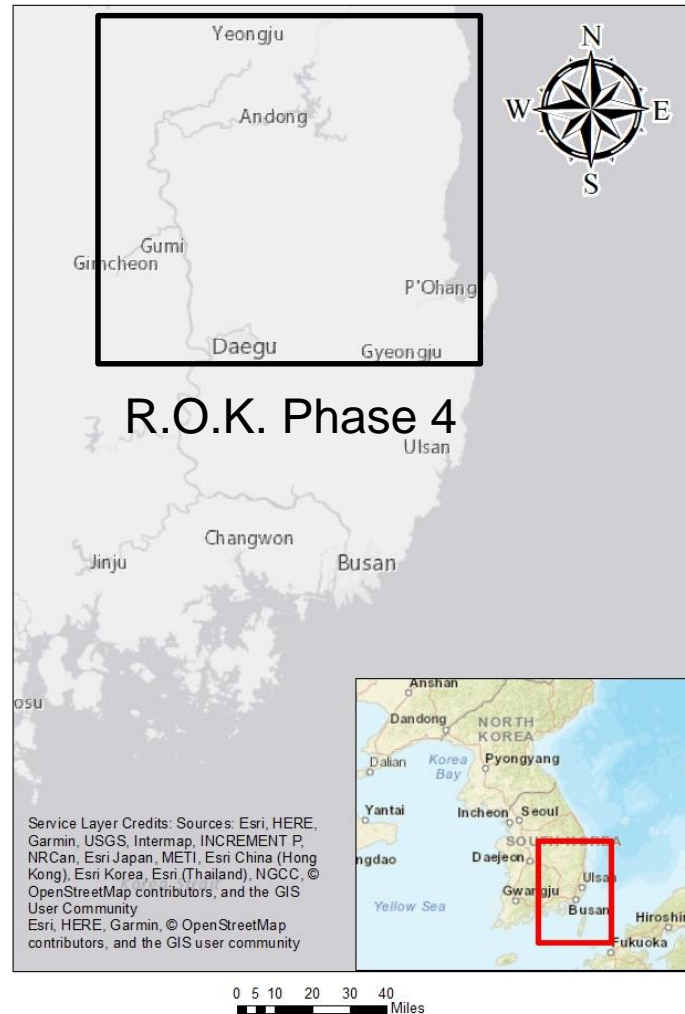 Yeongju
N
W
E
S
Andong
Gumi
Gimcheon
P'Ohang
Daegu
Gyeongju
R.O.K. Phase 4
Ulsan
Changwon
Jinju
Busan
osu
Service Layer Credits: Sources: Esri, HERE,
Garmin, USGS, Intermap, INCREMENT P,
NRCan, Esri Japan, METI, Esri China (Hong
Kong), Esri Korea, Esri (Thailand), NGCC, ©
OpenStreetMap contributors, and the GIS
User Community
Esri, HERE, Garmin, © OpenStreetMap
contributors, and the GIS user community
Anshan
Dandong
NORTH
KOREA
Dalian
Korea
Bay
Pyongyang
Yantai
Incheon
Seoul
SOUTH KOREA
ngdao
Daejeon
Gwangju
Ulsan
Busan
Yellow Sea
Hiroshim
Fukuoka
0 5 10 20 30 40
Miles